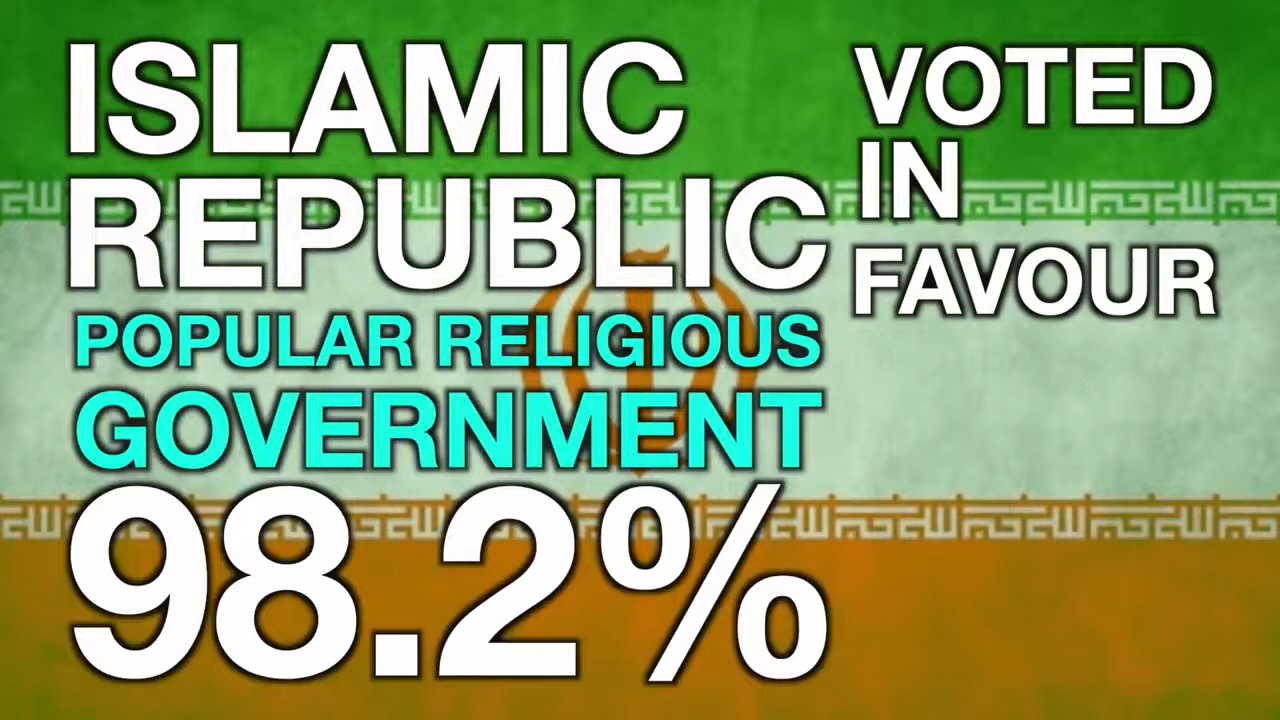 ISLAMIC
REPUBLIC
POPULAR RELIGIOUS
GOVERNMENT
98.2%
VOTED
IN
FAVOUR